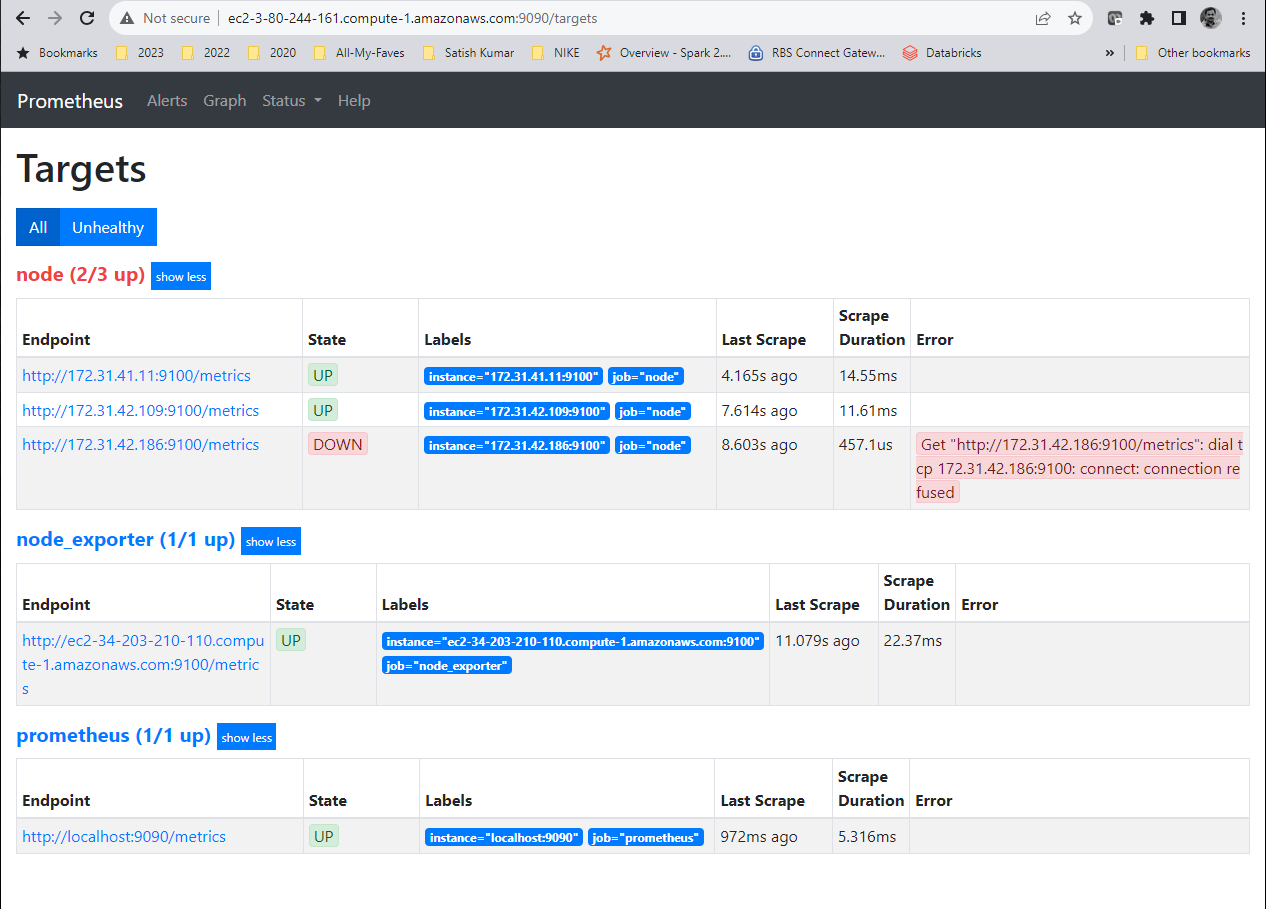 Not secure ec2-3-80-244-161.compute-1.amazonaws.com:9090/targets
Bookmarks 2023 2022 2020 All-My-Faves Satish Kumar NIKE Overview - Spark 2.... RBS Connect Gatew... Databricks » Other bookmarks
Prometheus Alerts Graph Status Help
Targets
All Unhealthy
node (2/3 up) show less
Endpoint State Labels Last Scrape Scrape Duration Error
http://172.31.41.11:9100/metrics UP instance="172.31.41.11:9100" job="node" 4.165s ago 14.55ms
http://172.31.42.109:9100/metrics UP instance="172.31.42.109:9100" job="node" 7.614s ago 11.61ms
http://172.31.42.186:9100/metrics DOWN instance="172.31.42.186:9100" job="node" 8.603s ago 457.1us Get "http://172.31.42.186:9100/metrics": dial t
cp 172.31.42.186:9100: connect: connection re
fused
node_exporter (1/1 up) show less
Endpoint State Labels Last Scrape Scrape Duration Error
http://ec2-34-203-210-110.compu UP instance="ec2-34-203-210-110.compute-1.amazonaws.com:9100" 11.079s ago 22.37ms
te-1.amazonaws.com:9100/metric job="node_exporter"
s
prometheus (1/1 up) show less
Endpoint State Labels Last Scrape Scrape Duration Error
http://localhost:9090/metrics UP instance="localhost:9090" job="prometheus" 972ms ago 5.316ms